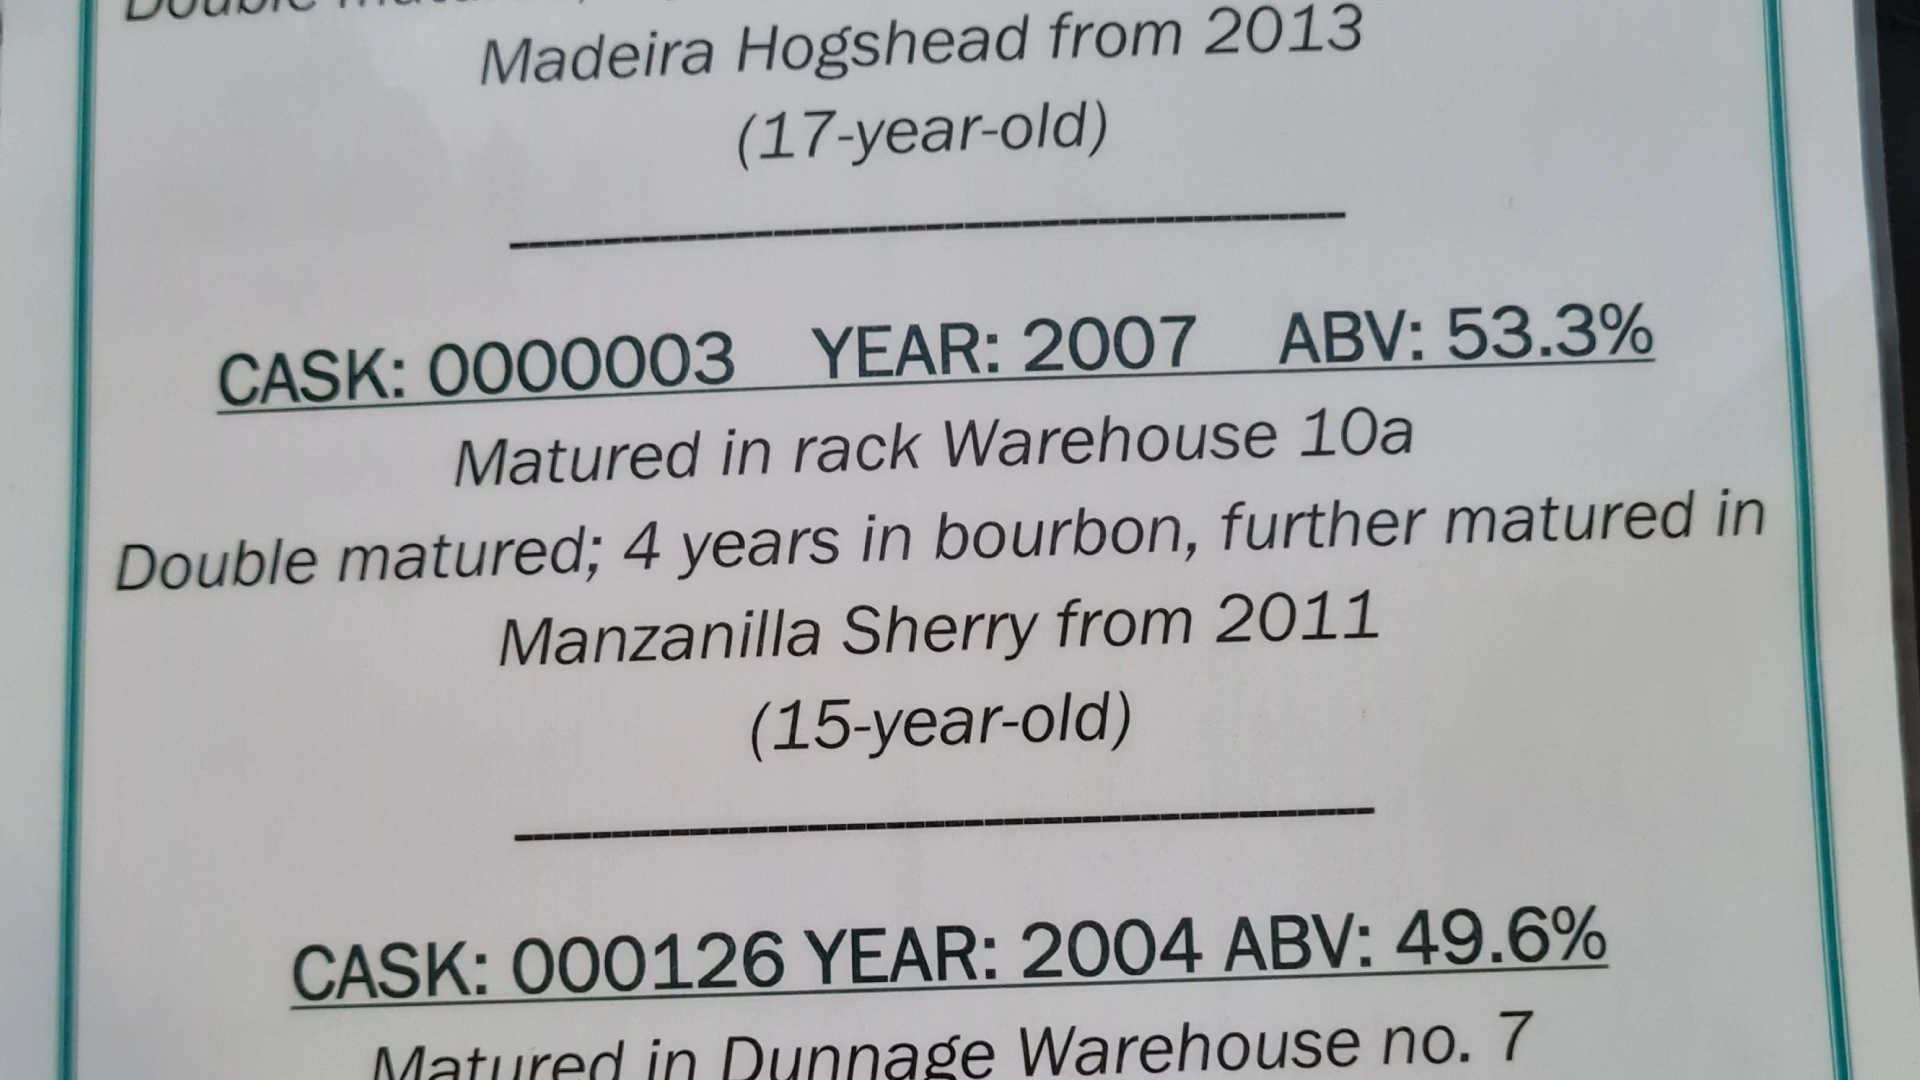 Double
Madeira Hogshead from 2013
(17-year-old)
CASK: 0000003 YEAR: 2007 ABV: 53.3%
Matured in rack Warehouse 10a
Double matured; 4 years in bourbon, further matured in
Manzanilla Sherry from 2011
(15-year-old)
CASK: 000126 YEAR: 2004 ABV: 49.6%
Matured in Dunnage Warehouse no. 7